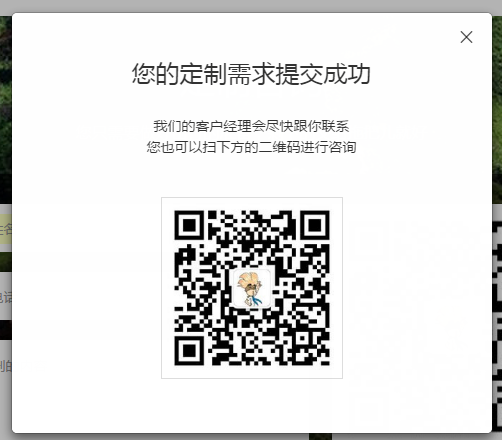 您的定制需求提交成功
我们的客户经理会尽快跟你联系
您也可以扫下方的二维码进行咨询